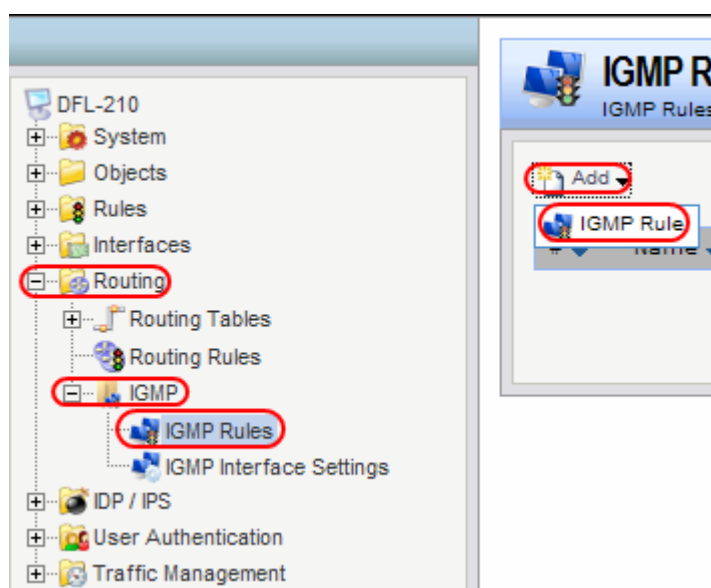 DFL-210
System
Objects
Rules
Interfaces
Routing
Routing Tables
Routing Rules
IGMP
IGMP Rules
IGMP Interface Settings
IDP / IPS
User Authentication
Traffic Management
IGMP R
IGMP Rules
Add
IGMP Rule
# Name